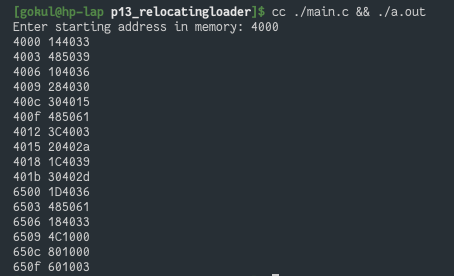 [gokul@hp-lap p13_relocatingloader]$ cc ./main.c && ./a.out
Enter starting address in memory: 4000
4000 144033
4003 485039
4006 104036
4009 284030
400c 304015
400f 485061
4012 3C4003
4015 20402a
4018 1C4039
401b 30402d
6500 1D4036
6503 485061
6506 184033
6509 4C1000
650c 801000
650f 601003